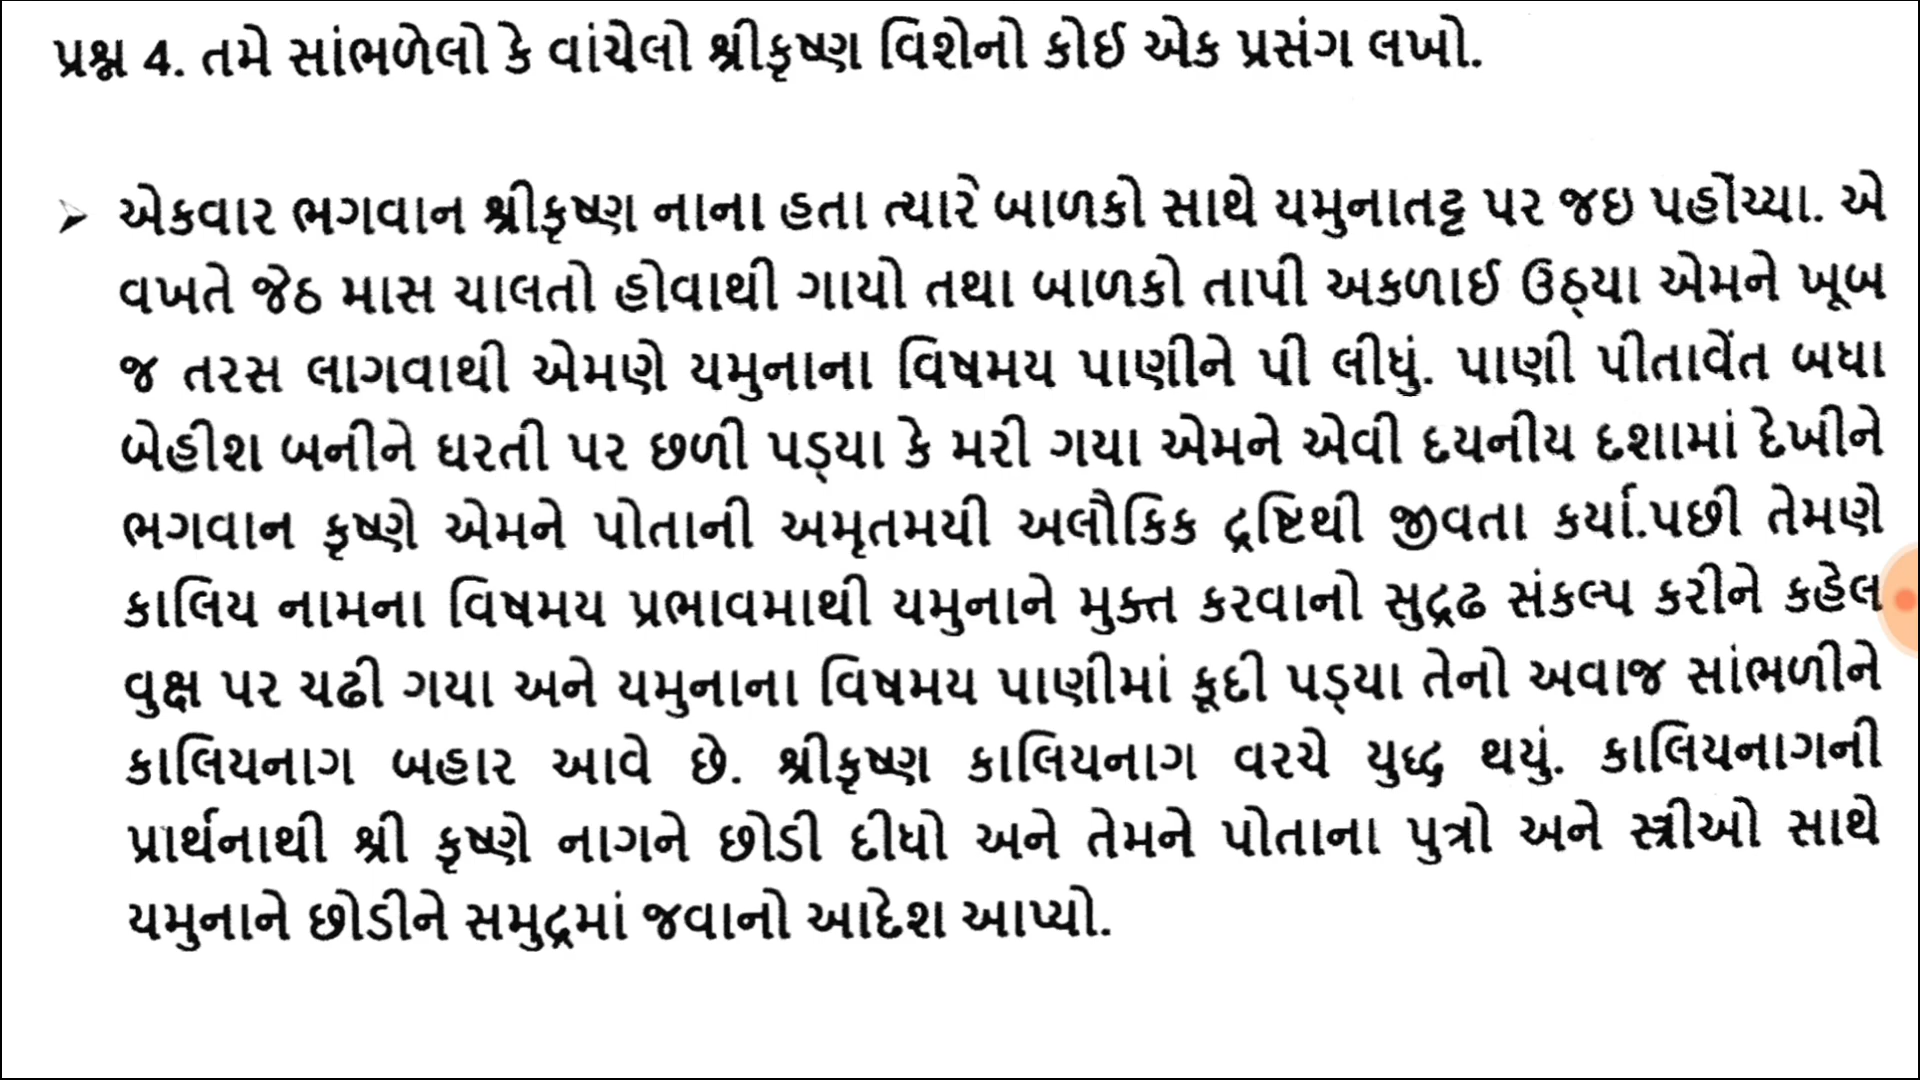 પ્રશ્ન 4. તમે સાંભળેલો કે વાંચેલો શ્રીકૃષ્ણ વિશેનો કોઈ એક પ્રસંગ લખો.
➢ એકવાર ભગવાન શ્રીકૃષ્ણ નાના હતા ત્યારે બાળકો સાથે યમુનાતટ્ટ પર જઇ પહોંચ્યા. એ
વખતે જેઠ માસ ચાલતો હોવાથી ગાયો તથા બાળકો તાપી અકળાઈ ઉઠ્યા એમને ખૂબ
જ તરસ લાગવાથી એમણે યમુનાના વિષમય પાણીને પી લીધું. પાણી પીતાવેંત બધા
બેહીશ બનીને ધરતી પર છળી પડ્યા કે મરી ગયા એમને એવી દયનીય દશામાં દેખીને
ભગવાન કૃષ્ણે એમને પોતાની અમૃતમયી અલૌકિક દ્રષ્ટિથી જીવતા કર્યા.પછી તેમણે
કાલિય નામના વિષમય પ્રભાવમાથી યમુનાને મુક્ત કરવાનો સુદ્રઢ સંકલ્પ કરીને કહેલ
વુક્ષ પર ચઢી ગયા અને યમુનાના વિષમય પાણીમાં કૂદી પડ્યા તેનો અવાજ સાંભળીને
કાલિયનાગ બહાર આવે છે. શ્રીકૃષ્ણ કાલિયનાગ વચ્ચે યુદ્ધ થયું. કાલિયનાગની
પ્રાર્થનાથી શ્રી કૃષ્ણે નાગને છોડી દીધો અને તેમને પોતાના પુત્રો અને સ્ત્રીઓ સાથે
યમુનાને છોડીને સમુદ્રમાં જવાનો આદેશ આપ્યો.